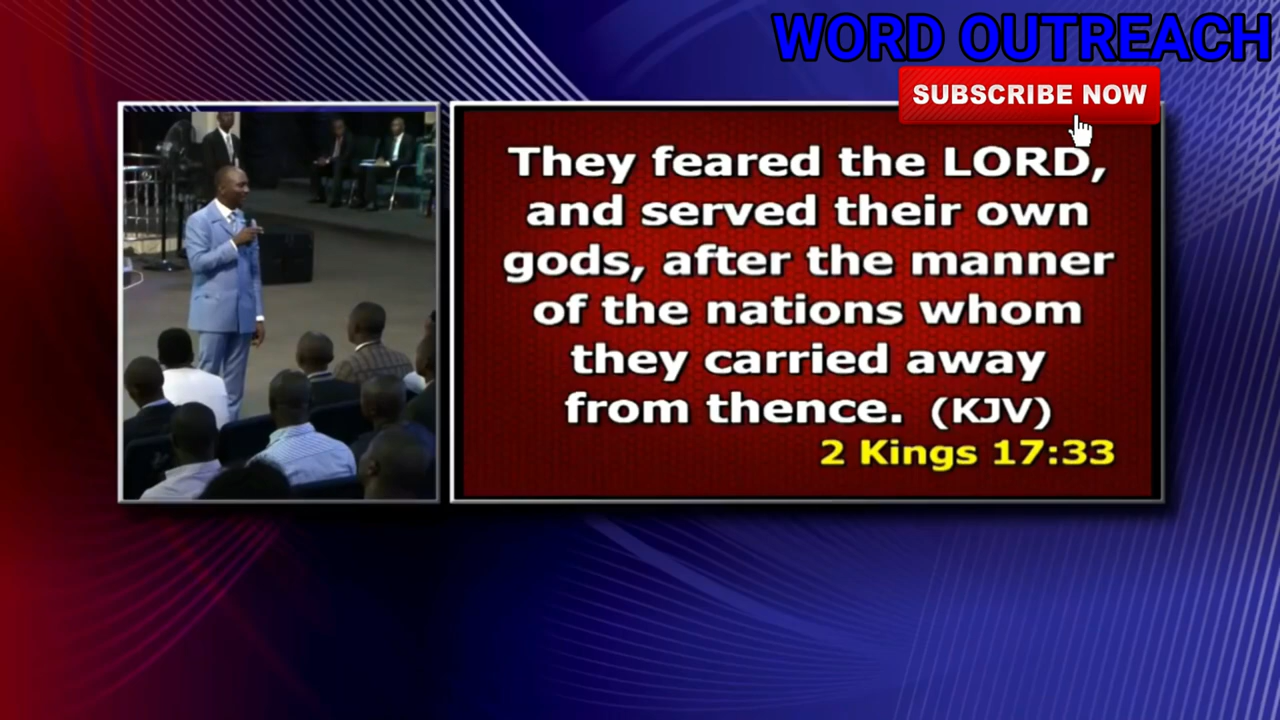 WORD OUTREACH
SUBSCRIBE NOW
They feared the LORD,
and served their own
gods, after the manner
of the nations whom
they carried away
from thence. (KJV)
2 Kings 17:33